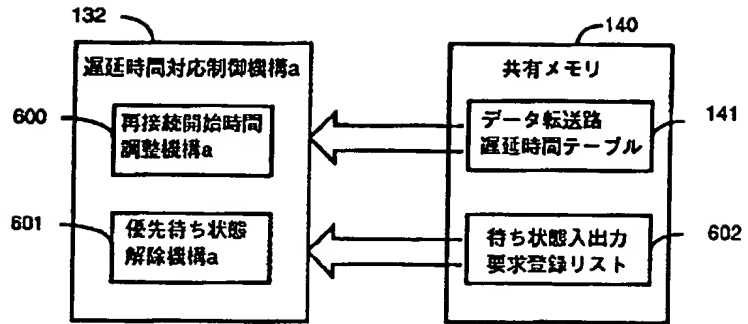 132
遅延時間対応制御機構a
600
再接続開始時間
調整機構a
601
優先待ち状態
解除機構a
140
共有メモリ
データ転送路
遅延時間テーブル
141
待ち状態入出力
要求登録リスト
602